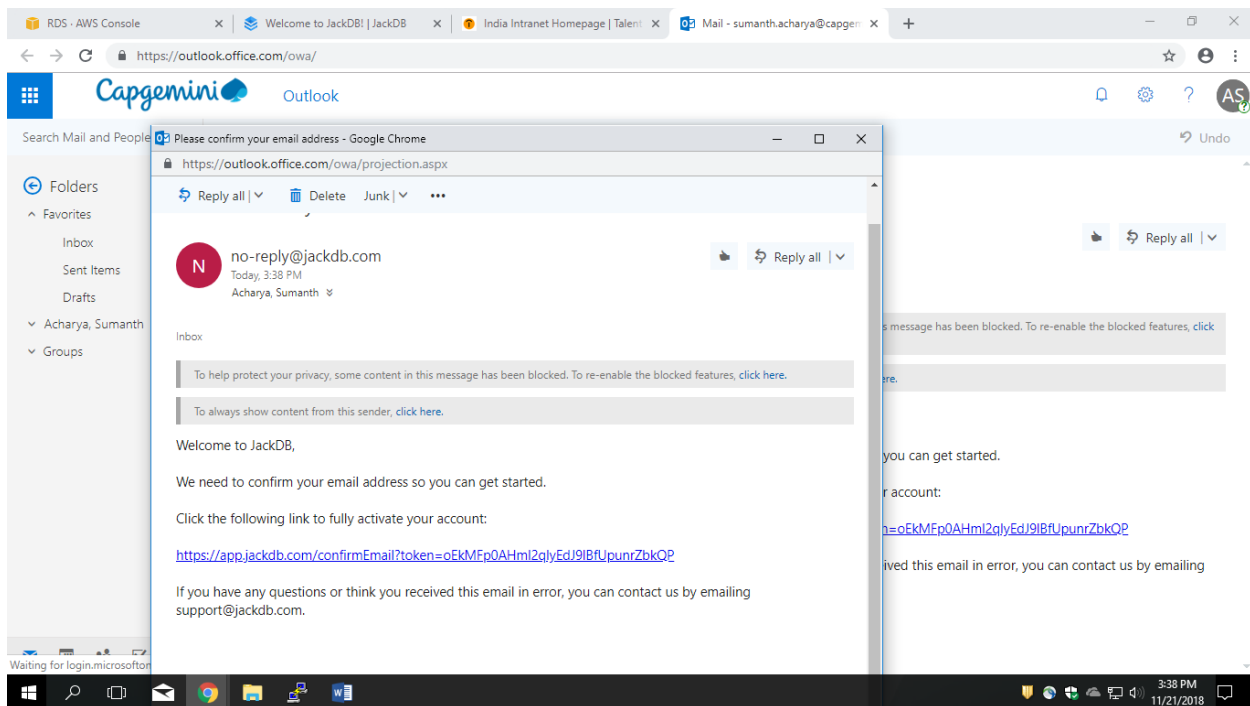 RDS · AWS Console
Welcome to JackDB! | JackDB
India Intranet Homepage | Talent
Mail - sumanth.acharya@capgem
https://outlook.office.com/owa/
Capgemini
Outlook
AS
Search Mail and People
Undo
Please confirm your email address - Google Chrome
https://outlook.office.com/owa/projection.aspx
Reply all
Delete
Junk
Folders
Favorites
Inbox
Sent Items
Drafts
Acharya, Sumanth
Groups
N
no-reply@jackdb.com
Today, 3:38 PM
Acharya, Sumanth
Reply all
Reply all
Inbox
To help protect your privacy, some content in this message has been blocked. To re-enable the blocked features, click here.
To always show content from this sender, click here.
Welcome to JackDB,
We need to confirm your email address so you can get started.
Click the following link to fully activate your account:
https://app.jackdb.com/confirmEmail?token=oEkMFp0AHmI2qIyEdJ9IBfUpunrZbkQP
If you have any questions or think you received this email in error, you can contact us by emailing
support@jackdb.com.
s message has been blocked. To re-enable the blocked features, click
ere.
you can get started.
r account:
n=oEkMFp0AHmI2qIyEdJ9IBfUpunrZbkQP
ived this email in error, you can contact us by emailing
Waiting for login.microsofton
3:38 PM
11/21/2018